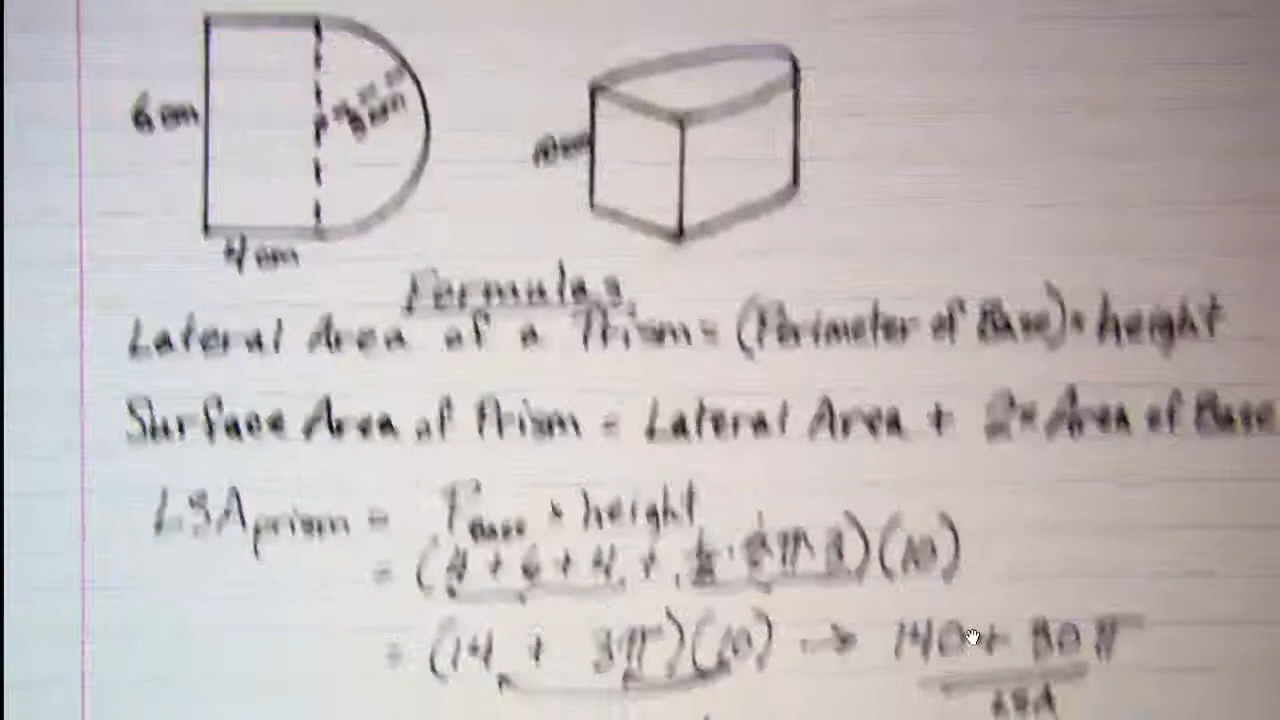 6 cm
4 cm
10 cm
Formulas
Lateral Area of a Prism = (Perimeter of Base) • height
Surface Area of Prism = Lateral Area + 2 • Area of Base
LSA prism = P Base • height
= (4 + 6 + 4 + 1/2 · 2π 3)(10)
= (14 + 3π)(10) → 140 + 30π
LSA